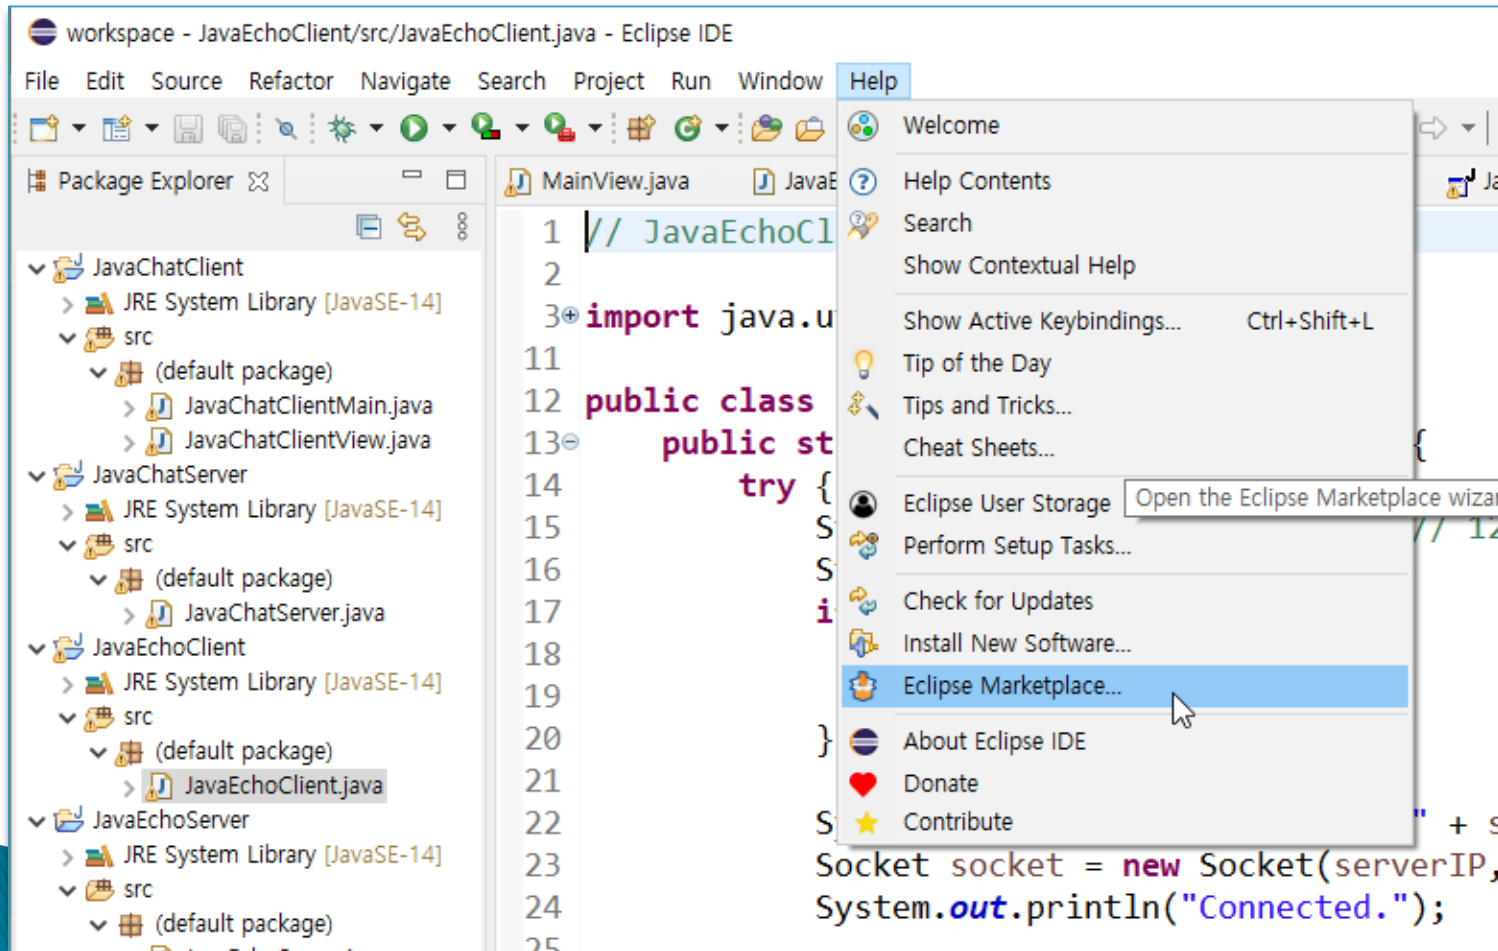 workspace - JavaEchoClient/src/JavaEchoClient.java - Eclipse IDE
File Edit Source Refactor Navigate Search Project Run Window Help
Package Explorer
JavaChatClient
JRE System Library [JavaSE-14]
src
(default package)
JavaChatClientMain.java
JavaChatClientView.java
JavaChatServer
JRE System Library [JavaSE-14]
src
(default package)
JavaChatServer.java
JavaEchoClient
JRE System Library [JavaSE-14]
src
(default package)
JavaEchoClient.java
JavaEchoServer
JRE System Library [JavaSE-14]
src
(default package)
MainView.java JavaE Ja
1 // JavaEchoCl
2
3 import java.u
11
12 public class
13 public st {
14 try {
15 S // 12
16 S
17 i
18
19
20 }
21
22 S " + s
23 Socket socket = new Socket(serverIP,
24 System.out.println("Connected.");
25
Welcome
Help Contents
Search
Show Contextual Help
Show Active Keybindings... Ctrl+Shift+L
Tip of the Day
Tips and Tricks...
Cheat Sheets...
Eclipse User Storage
Open the Eclipse Marketplace wizar
Perform Setup Tasks...
Check for Updates
Install New Software...
Eclipse Marketplace...
About Eclipse IDE
Donate
Contribute